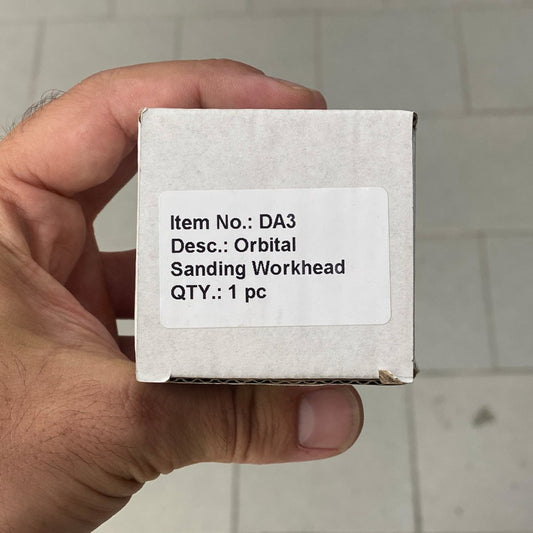 Item No.: DA3
Desc.: Orbital
Sanding Workhead
QTY.: 1 pc